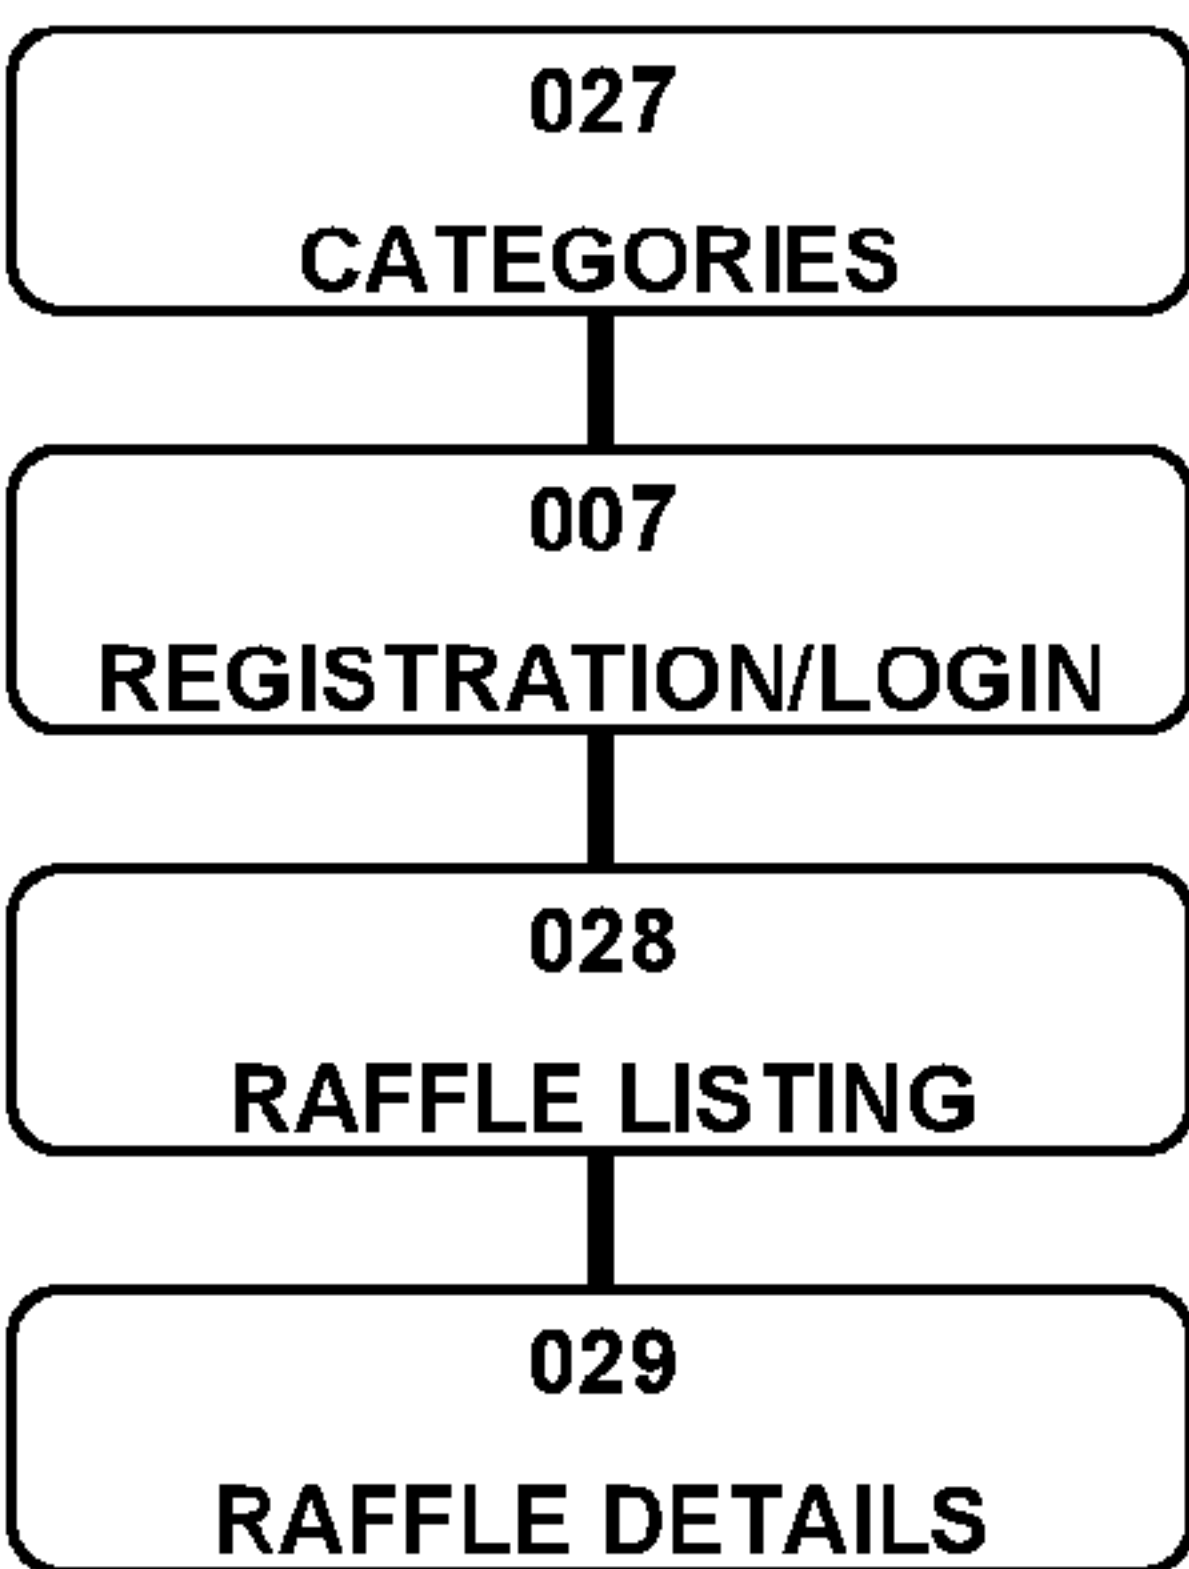 027
CATEGORIES
007
REGISTRATION/LOGIN
028
RAFFLE LISTING
029
RAFFLE DETAILS